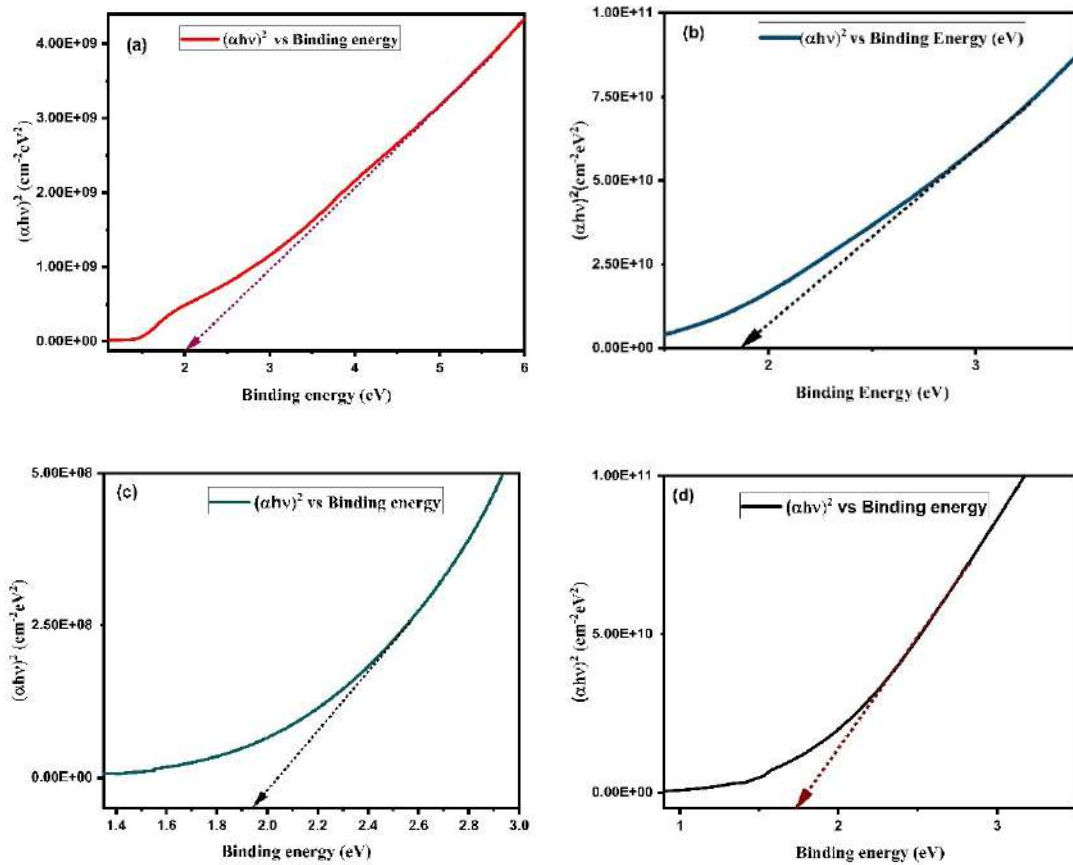 (a)
(αhν)² vs Binding energy
(αhν)² (cm⁻²eV²)
4.00E+09
3.00E+09
2.00E+09
1.00E+09
0.00E+00
2 3 4 5 6
Binding energy (eV)
(b)
(αhν)² vs Binding Energy (eV)
(αhν)²(cm⁻²eV²)
1.00E+11
7.50E+10
5.00E+10
2.50E+10
0.00E+00
2 3
Binding Energy (eV)
(c)
(αhν)² vs Binding energy
(αhν)² (cm⁻²eV²)
5.00E+08
2.50E+08
0.00E+00
1.4 1.6 1.8 2.0 2.2 2.4 2.6 2.8 3.0
Binding energy (eV)
(d)
(αhν)² vs Binding energy
(αhν)² (cm⁻²eV²)
1.00E+11
5.00E+10
0.00E+00
1 2 3
Binding energy (eV)